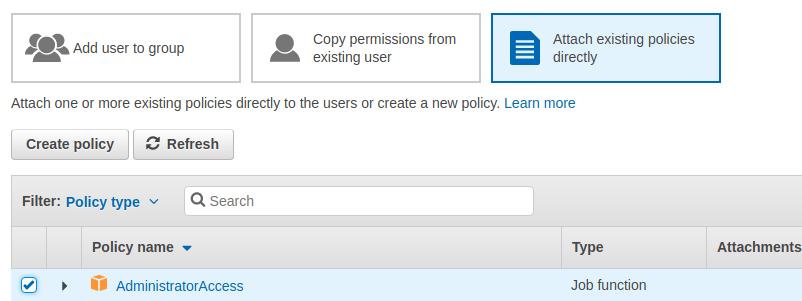 Add user to group
Copy permissions from
existing user
Attach existing policies
directly
Attach one or more existing policies directly to the users or create a new policy. Learn more
Create policy
Refresh
Filter: Policy type
Search
Policy name
Type
Attachments
AdministratorAccess
Job function